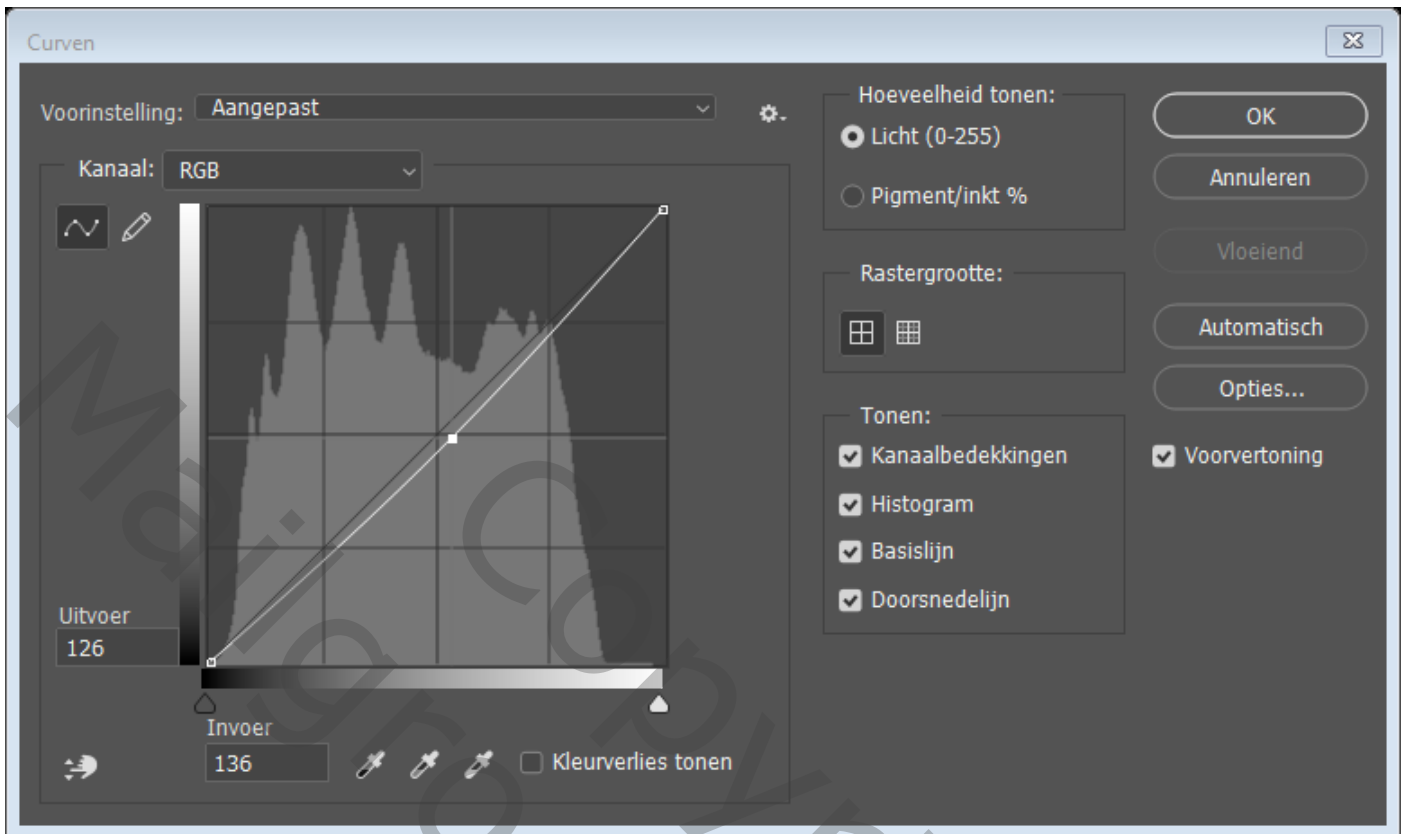 Curven
Voorinstelling: Aangepast
Kanaal: RGB
Uitvoer
126
Invoer
136
Kleurverlies tonen
Hoeveelheid tonen:
Licht (0-255)
Pigment/inkt %
Rastergrootte:
Tonen:
Kanaalbedekkingen
Histogram
Basislijn
Doorsnedelijn
OK
Annuleren
Vloeiend
Automatisch
Opties...
Voorvertoning